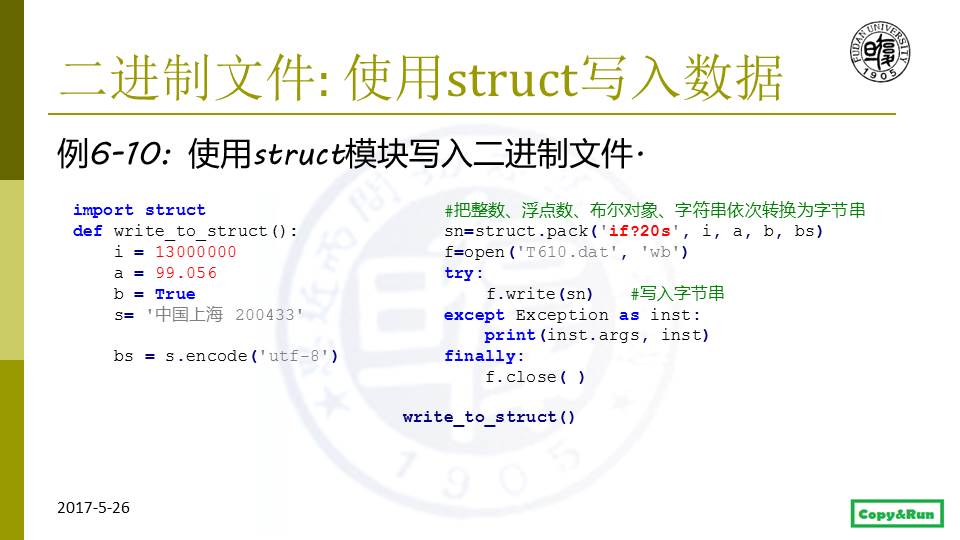 二进制文件: 使用struct写入数据
FUDAN UNIVERSITY
1905
例6-10: 使用struct模块写入二进制文件·
import struct
def write_to_struct():
    i = 13000000
    a = 99.056
    b = True
    s= '中国上海 200433'
    bs = s.encode('utf-8')
#把整数、浮点数、布尔对象、字符串依次转换为字节串
sn=struct.pack('if?20s', i, a, b, bs)
f=open('T610.dat', 'wb')
try:
    f.write(sn)    #写入字节串
except Exception as inst:
    print(inst.args, inst)
finally:
    f.close( )
write_to_struct()
1905
2017-5-26
Copy&Run